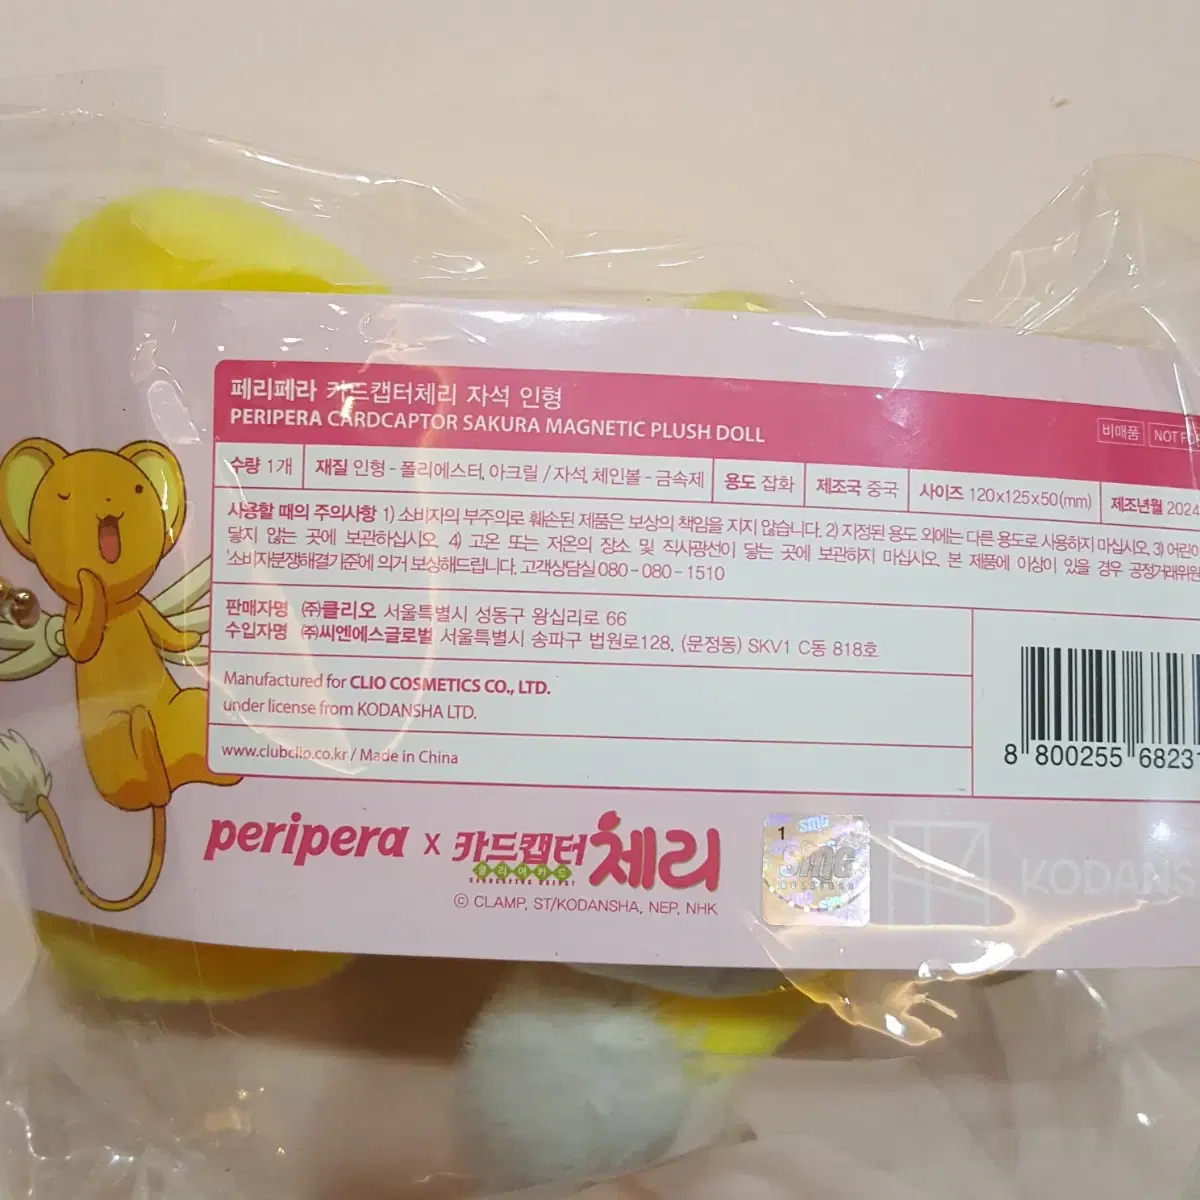 페리페라 카드캡터체리 자석 인형
PERIPERA CARDCAPTOR SAKURA MAGNETIC PLUSH DOLL
비매품 NOT
수량 1개 재질 인형 - 폴리에스터, 아크릴 / 자석, 체인볼 - 금속제 용도 잡화 제조국 중국 사이즈 120x125x50(mm) 제조년월 2024
사용할 때의 주의사항 1) 소비자의 부주의로 훼손된 제품은 보상의 책임을 지지 않습니다. 2) 지정된 용도 외에는 다른 용도로 사용하지 마십시오. 3) 어린이
닿지 않는 곳에 보관하십시오. 4) 고온 또는 저온의 장소 및 직사광선이 닿는 곳에 보관하지 마십시오. 본 제품에 이상이 있을 경우 공정거래위원
'소비자분쟁해결기준'에 의거 보상해드립니다. 고객상담실 080-080-1510
판매자명 ㈜클리오 서울특별시 성동구 왕십리로 66
수입자명 ㈜씨엔에스글로벌 서울특별시 송파구 법원로128, (문정동) SKV1 C동 818호
Manufactured for CLIO COSMETICS CO., LTD.
under license from KODANSHA LTD.
www.clubclio.co.kr / Made in China
8 800255 6823
peripera x 카드캡터 체리
클리어카드
© CLAMP, ST/KODANSHA, NEP, NHK
1
SMG
KODANS